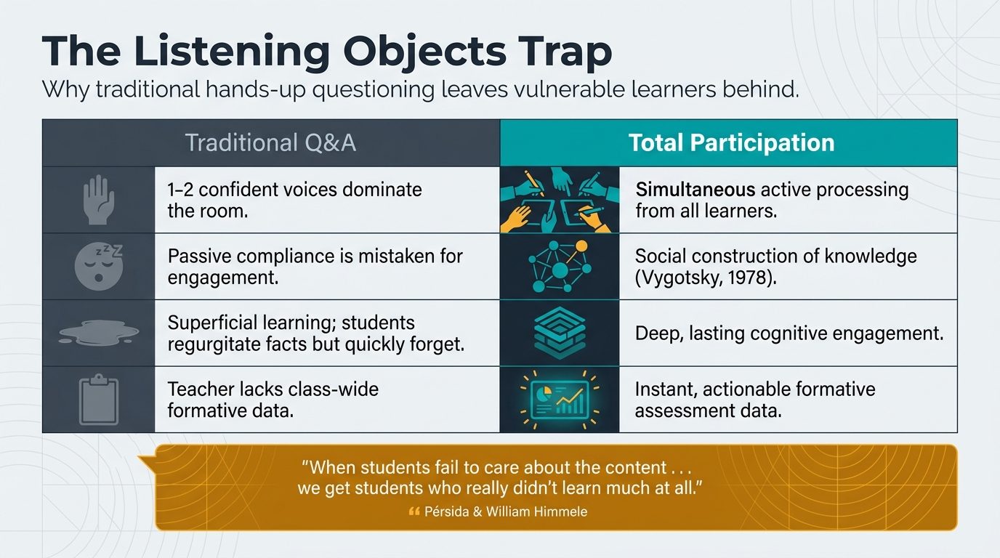 The Listening Objects Trap
Why traditional hands-up questioning leaves vulnerable learners behind.
Traditional Q&A
Total Participation
1–2 confident voices dominate
the room.
Simultaneous active processing
from all learners.
zzZ
Passive compliance is mistaken for
engagement.
Social construction of knowledge
(Vygotsky, 1978).
Superficial learning; students
regurgitate facts but quickly forget.
Deep, lasting cognitive engagement.
Teacher lacks class-wide
formative data.
Instant, actionable formative
assessment data.
“When students fail to care about the content . . .
we get students who really didn’t learn much at all.”
“ Pérsida & William Himmele